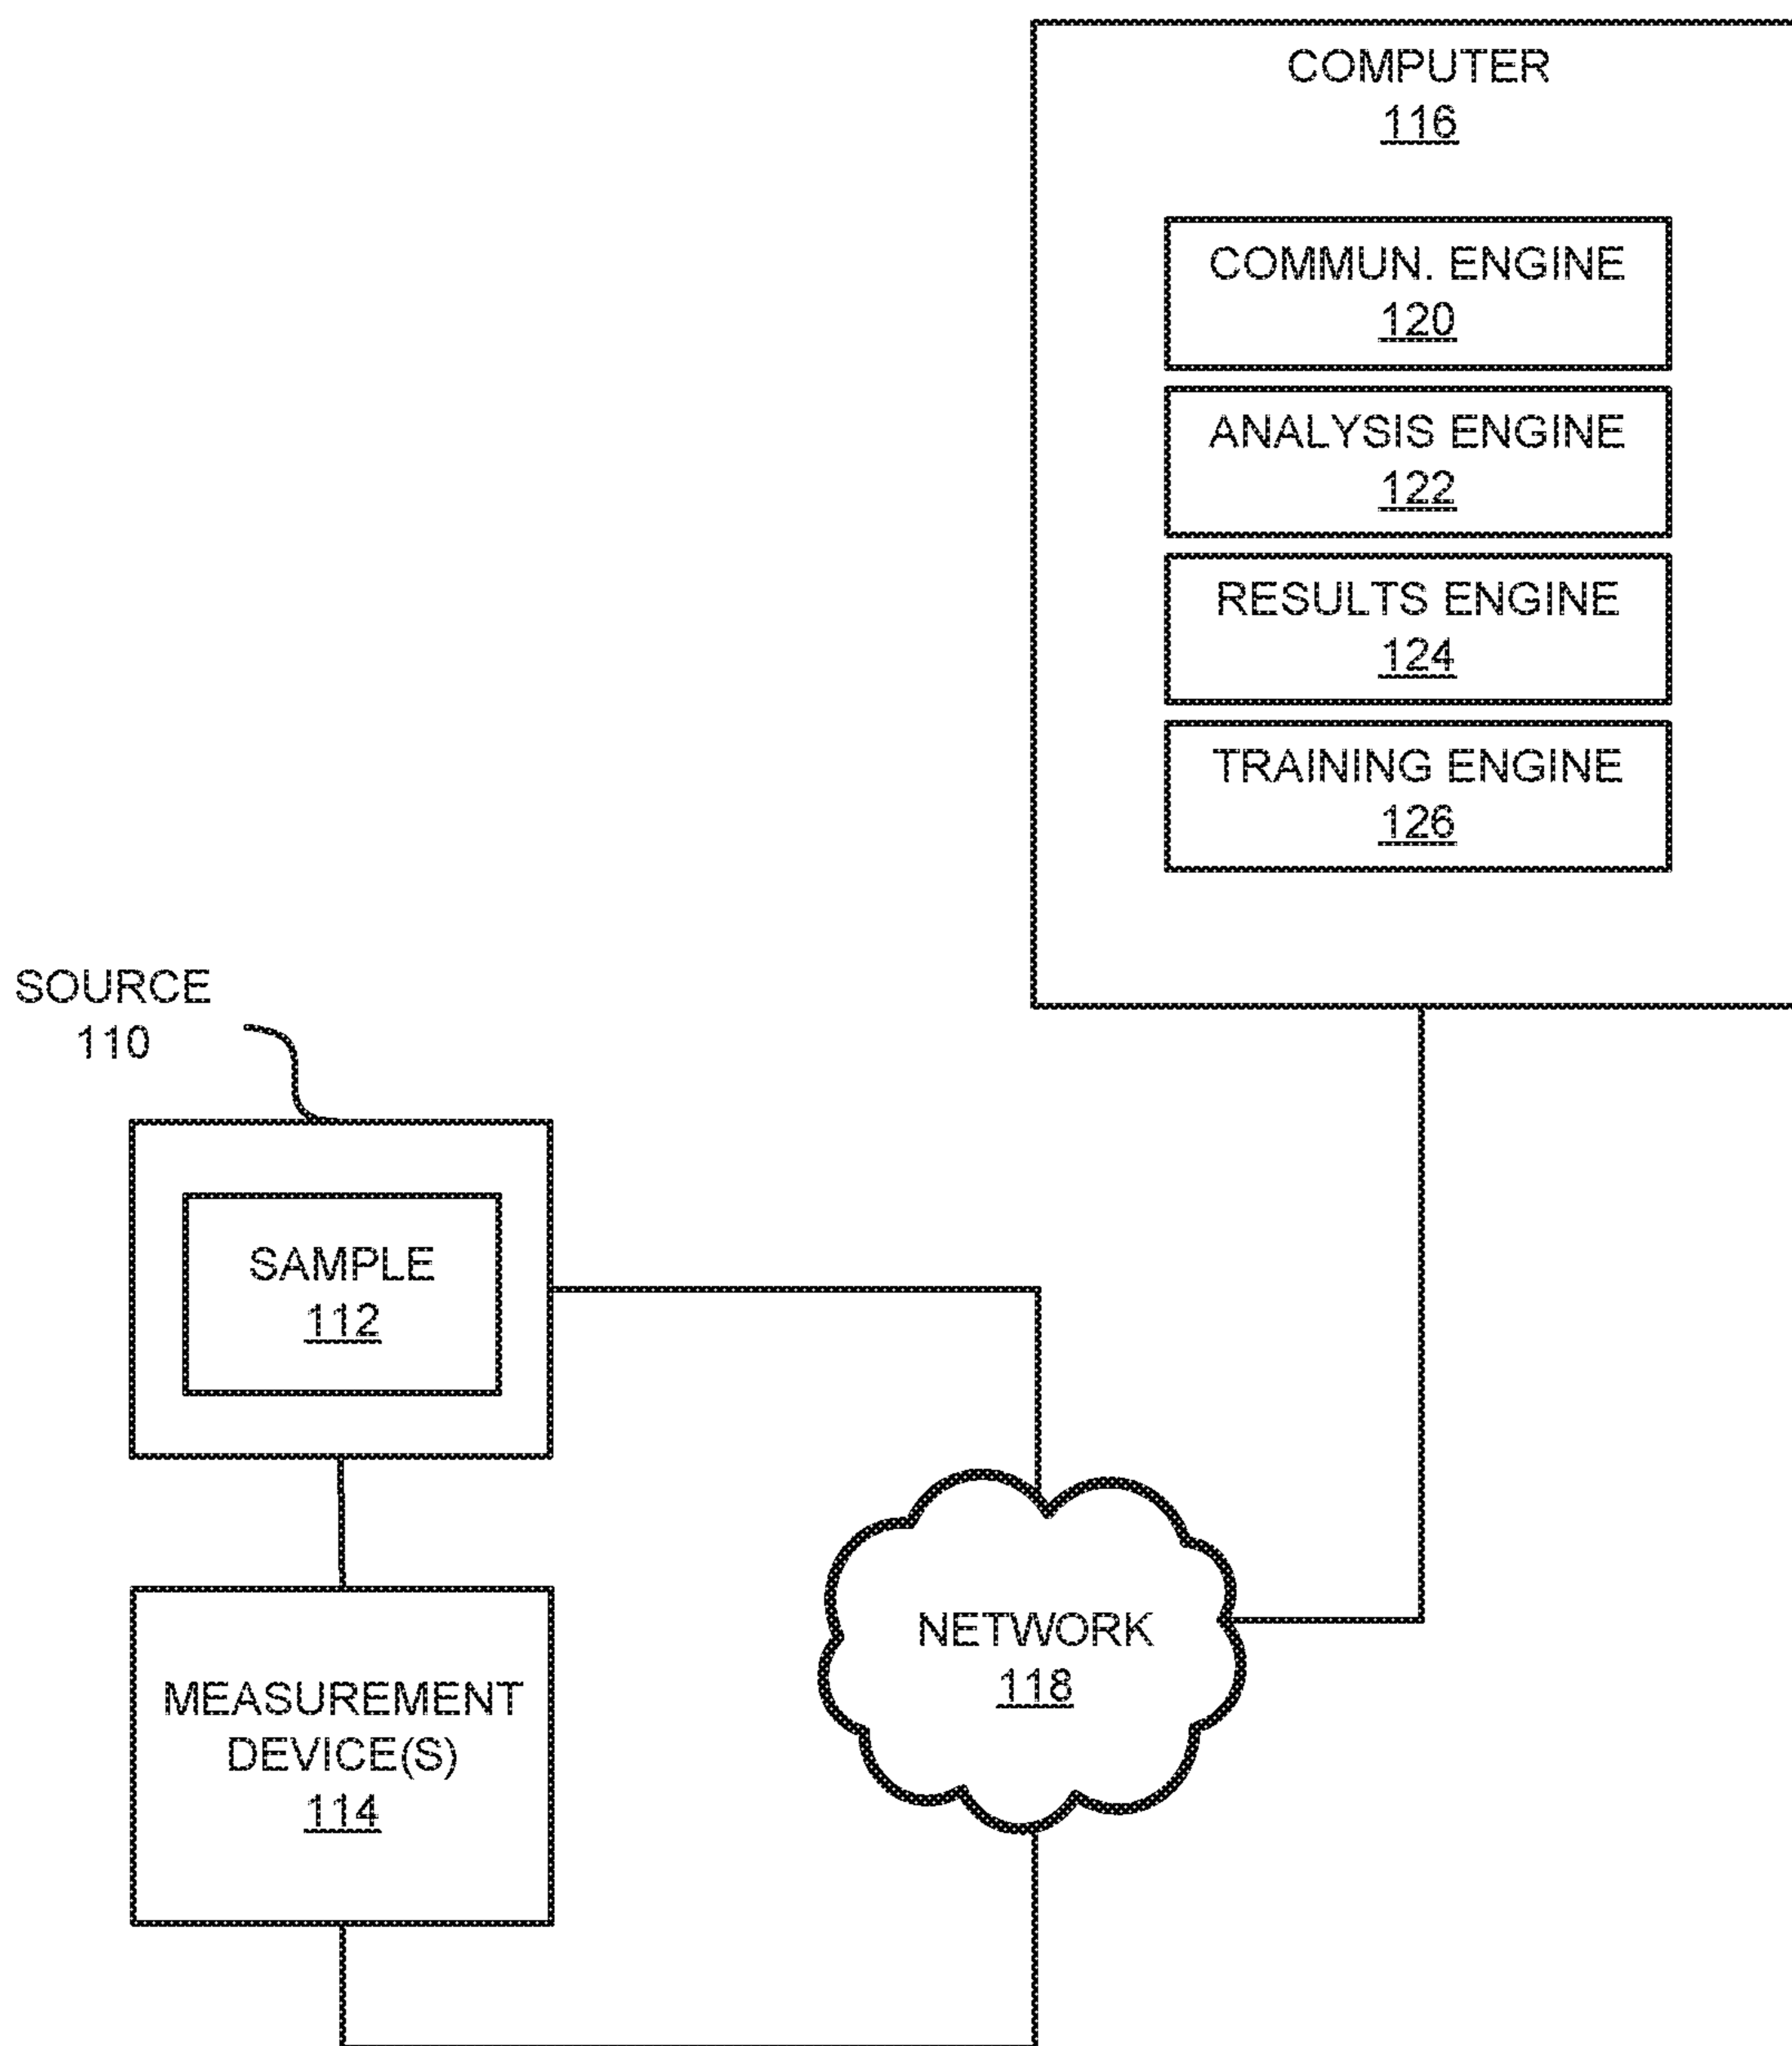 COMPUTER
116
COMMUN. ENGINE
120
ANALYSIS ENGINE
122
RESULTS ENGINE
124
TRAINING ENGINE
126
SOURCE
110
SAMPLE
112
NETWORK
118
MEASUREMENT
DEVICE(S)
114